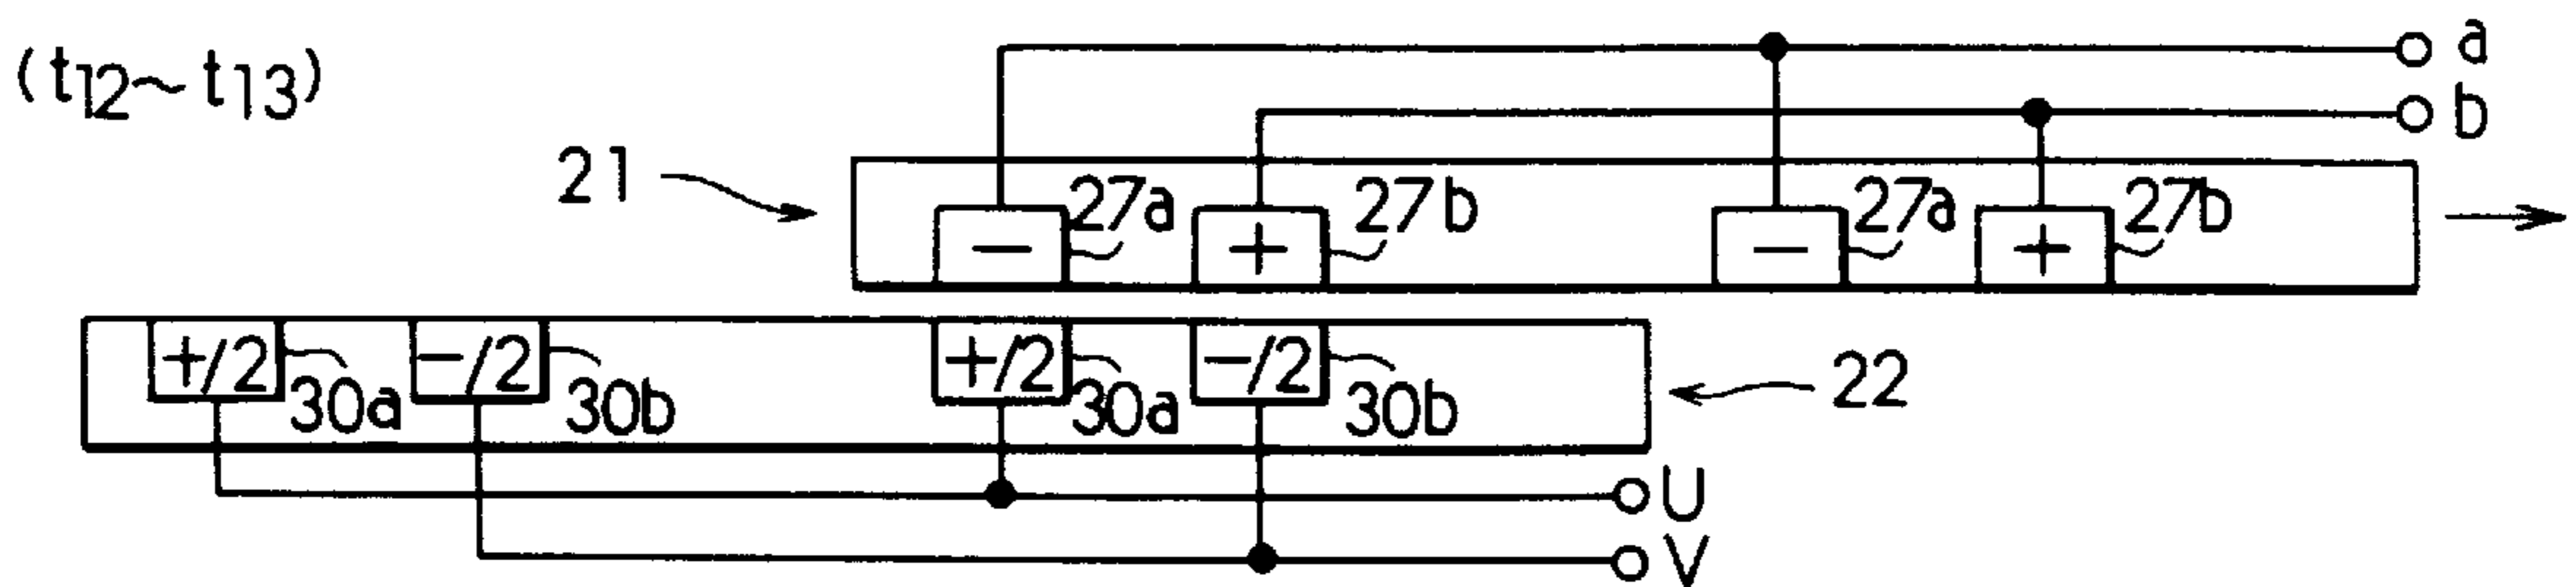 (t12~t13)
a
b
21
27a 27b 27a 27b
− + − +
+/2 −/2 +/2 −/2
30a 30b 30a 30b
22
U
V